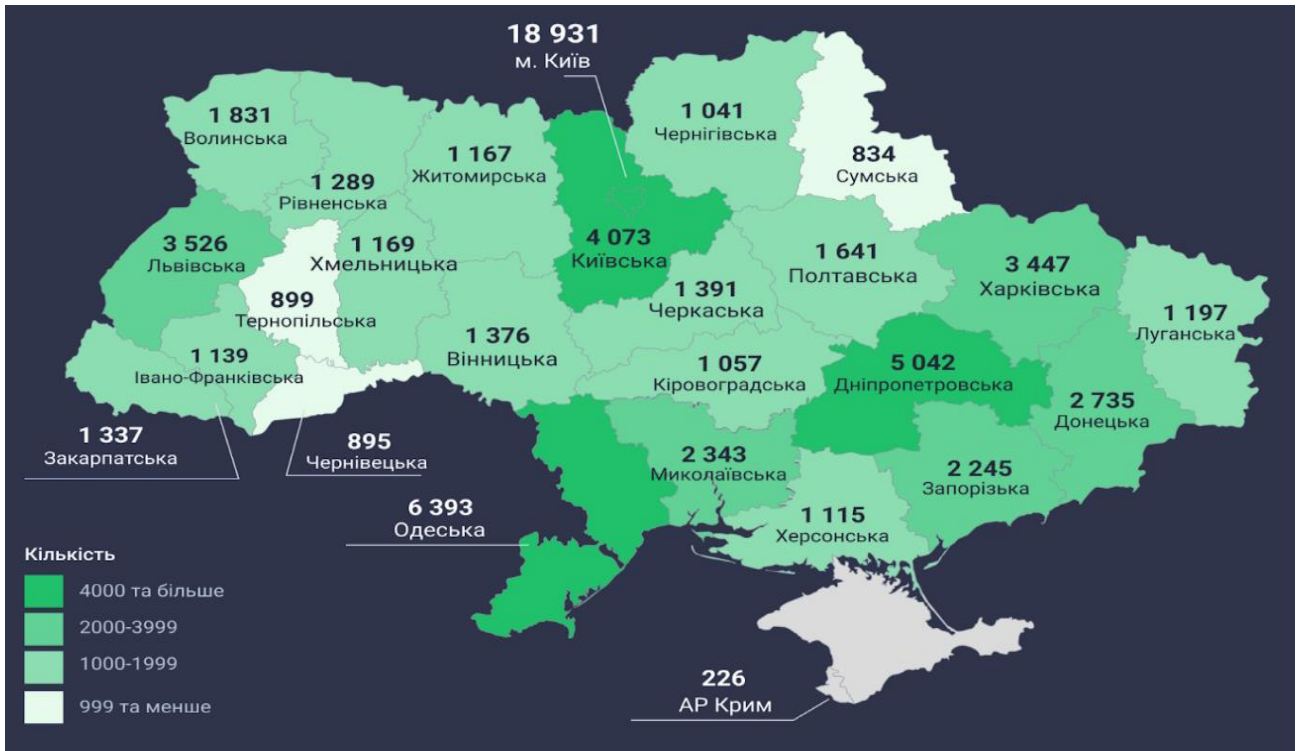 18 931
м. Київ
1 041
Чернігівська
834
Сумська
1 831
Волинська
1 289
Рівненська
1 167
Житомирська
4 073
Київська
3 526
Львівська
1 169
Хмельницька
899
Тернопільська
1 139
Івано-Франківська
1 376
Вінницька
1 391
Черкаська
1 641
Полтавська
3 447
Харківська
1 197
Луганська
1 057
Кіровоградська
5 042
Дніпропетровська
2 735
Донецька
1 337
Закарпатська
895
Чернівецька
6 393
Одеська
2 343
Миколаївська
2 245
Запорізька
1 115
Херсонська
226
АР Крим
Кількість
4000 та більше
2000-3999
1000-1999
999 та менше